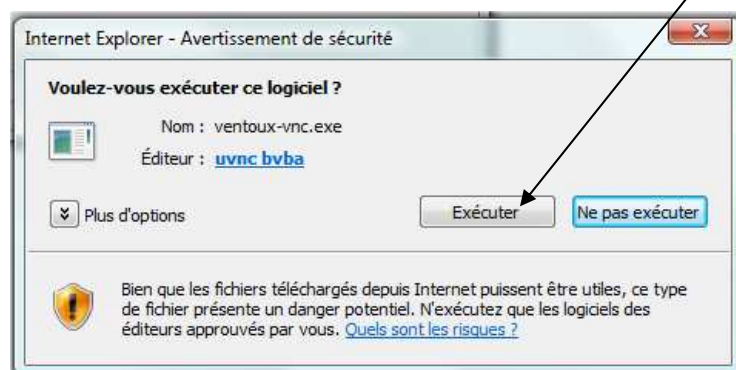 Internet Explorer - Avertissement de sécurité
Voulez-vous exécuter ce logiciel ?
Nom : ventoux-vnc.exe
Éditeur : uvnc bvba
Plus d'options
Exécuter
Ne pas exécuter
Bien que les fichiers téléchargés depuis Internet puissent être utiles, ce type
de fichier présente un danger potentiel. N'exécutez que les logiciels des
éditeurs approuvés par vous. Quels sont les risques ?